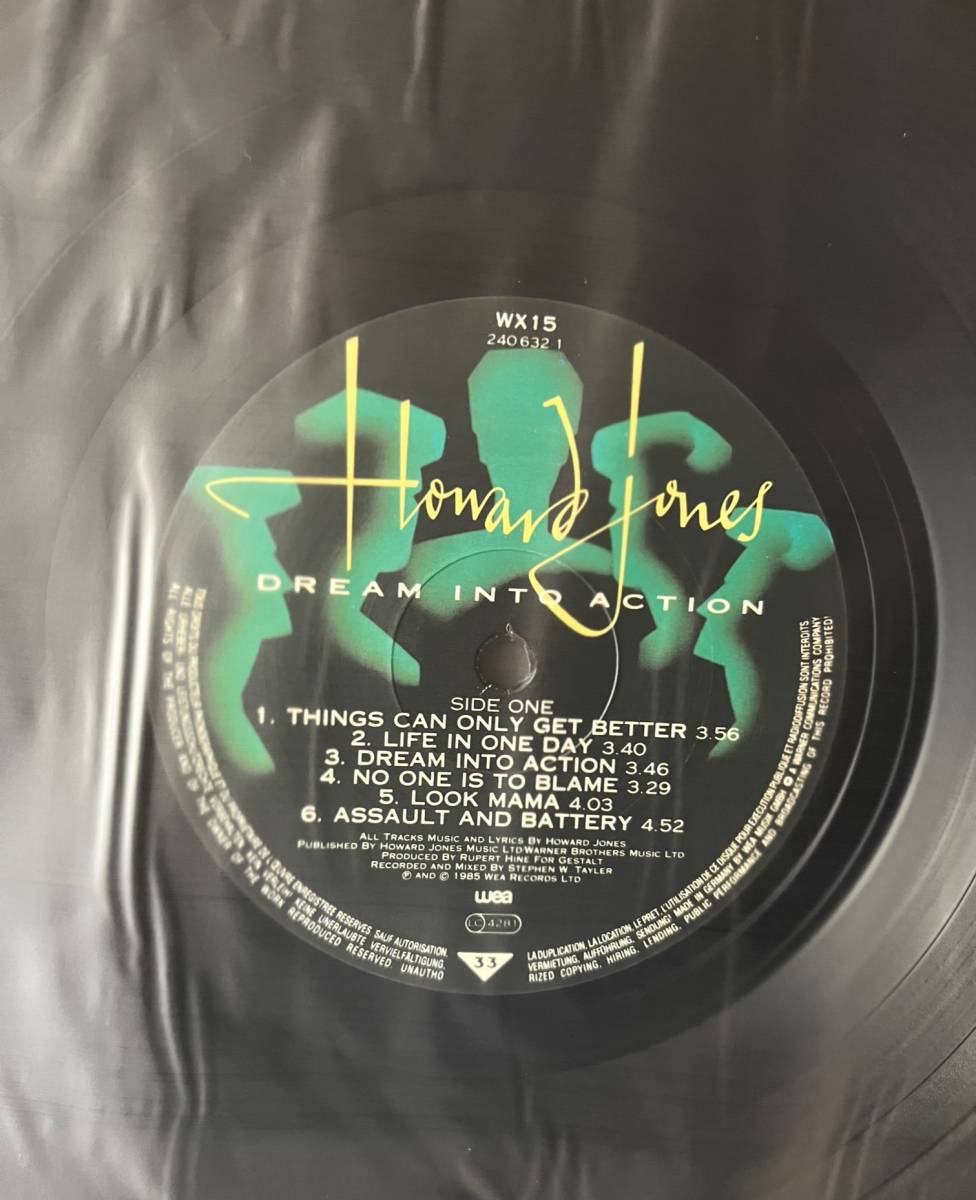 WX15
240 632 1
Howard Jones
DREAM INTO ACTION
SIDE ONE
1. THINGS CAN ONLY GET BETTER 3.56
2. LIFE IN ONE DAY 3.40
3. DREAM INTO ACTION 3.46
4. NO ONE IS TO BLAME 3.29
5. LOOK MAMA 4.03
6. ASSAULT AND BATTERY 4.52
ALL TRACKS MUSIC AND LYRICS BY HOWARD JONES
PUBLISHED BY HOWARD JONES MUSIC LTD/WARNER BROTHERS MUSIC LTD
PRODUCED BY RUPERT HINE FOR GESTALT
RECORDED AND MIXED BY STEPHEN W. TAYLER
Ⓟ AND © 1985 WEA RECORDS LTD
wea
LC 4281
33
L'OEUVRE ENREGISTREE RESERVES SAUF AUTORISATION.
KEINE UNERLAUBTE VERVIELFÄLTIGUNG,
WORK REPRODUCED RESERVED UNAUTHO
LA DUPLICATION, LA LOCATION, LE PRET, L'UTILISATION DE CE DISQUE POUR EXECUTION PUBLIQUE ET RADIODIFFUSION SONT INTERDITS
VERMIETUNG, AUFFÜHRUNG, SENDUNG! MADE IN GERMANY BY WEA MUSIK GMBH A WARNER COMMUNICATIONS COMPANY
RIZED COPYING, HIRING, LENDING, PUBLIC PERFORMANCE AND BROADCASTING OF THIS RECORD PROHIBITED!